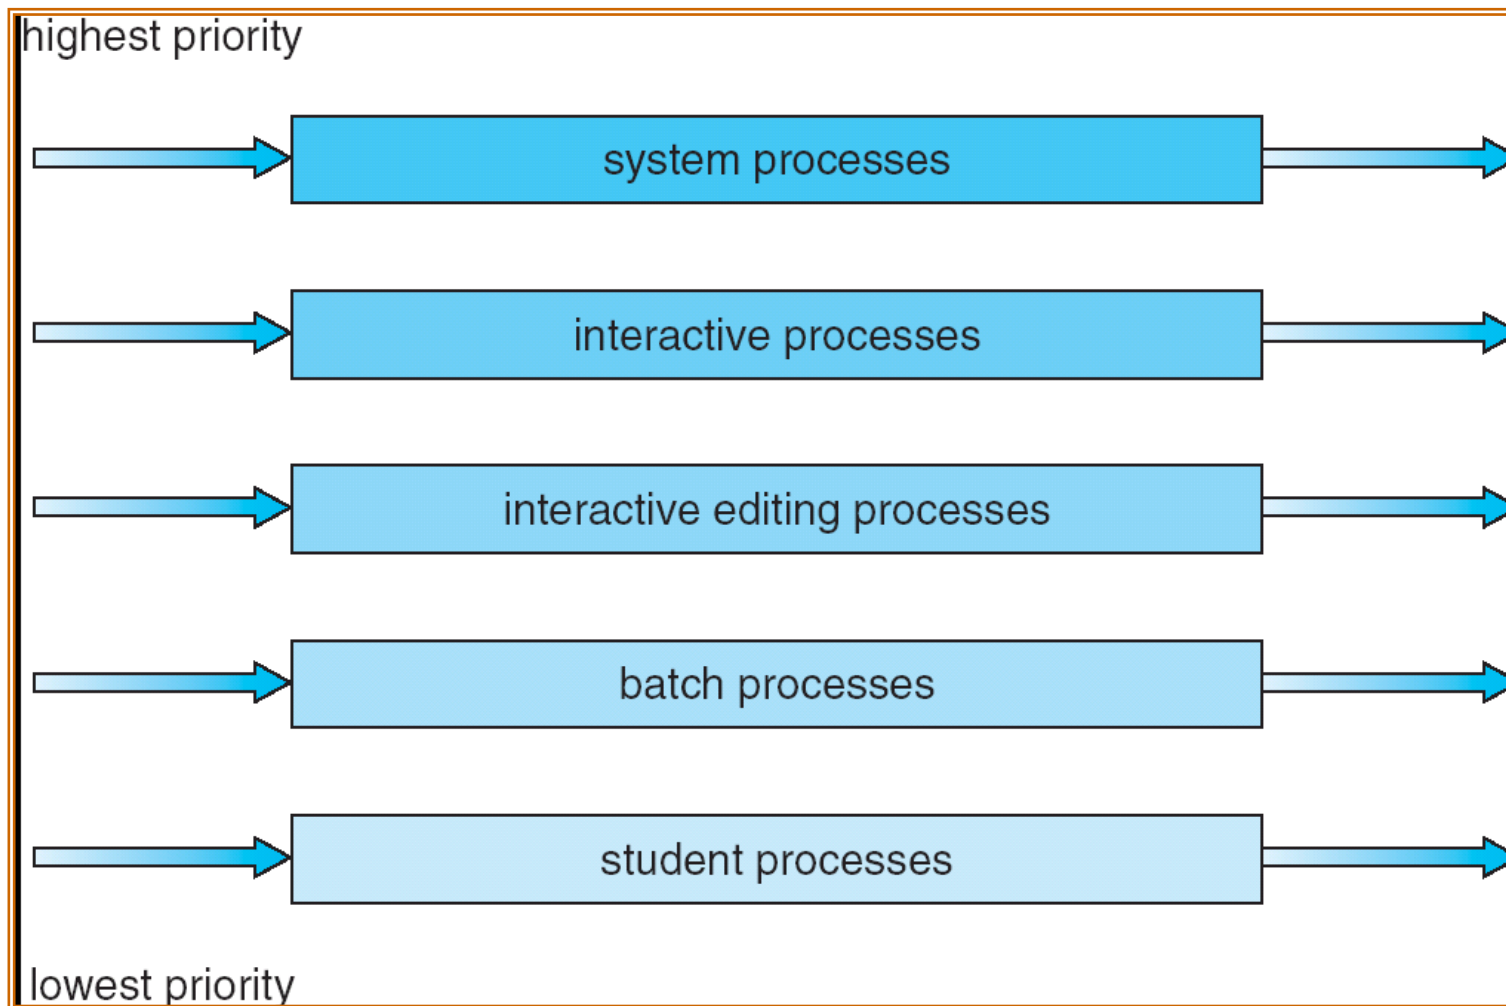 highest priority
system processes
interactive processes
interactive editing processes
batch processes
student processes
lowest priority